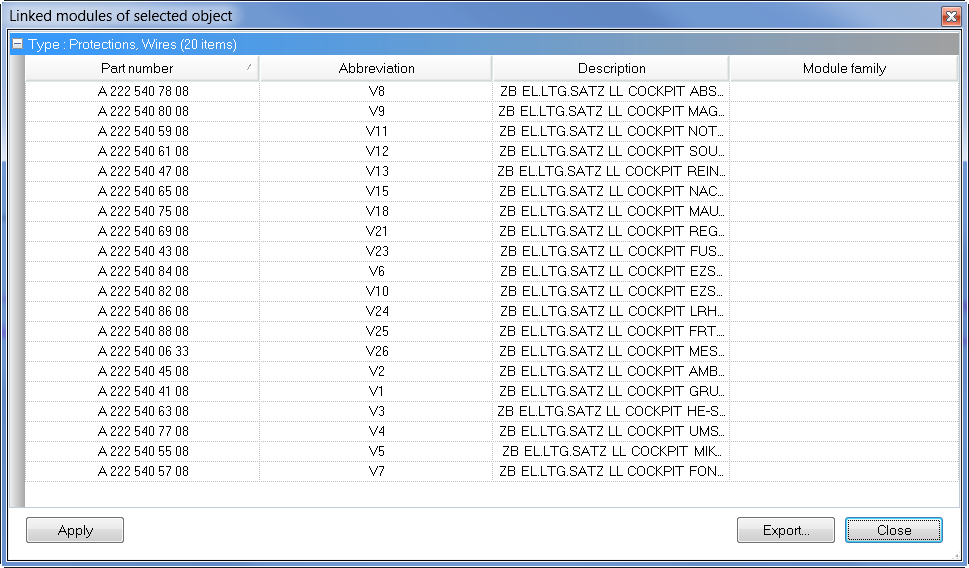 Linked modules of selected object
Type : Protections, Wires (20 items)
Part number Abbreviation Description Module family
A 222 540 78 08 V8 ZB EL.LTG.SATZ LL COCKPIT ABS...
A 222 540 80 08 V9 ZB EL.LTG.SATZ LL COCKPIT MAG...
A 222 540 59 08 V11 ZB EL.LTG.SATZ LL COCKPIT NOT...
A 222 540 61 08 V12 ZB EL.LTG.SATZ LL COCKPIT SOU...
A 222 540 47 08 V13 ZB EL.LTG.SATZ LL COCKPIT REIN...
A 222 540 65 08 V15 ZB EL.LTG.SATZ LL COCKPIT NAC...
A 222 540 75 08 V18 ZB EL.LTG.SATZ LL COCKPIT MAU...
A 222 540 69 08 V21 ZB EL.LTG.SATZ LL COCKPIT REG...
A 222 540 43 08 V23 ZB EL.LTG.SATZ LL COCKPIT FUS...
A 222 540 84 08 V6 ZB EL.LTG.SATZ LL COCKPIT EZS...
A 222 540 82 08 V10 ZB EL.LTG.SATZ LL COCKPIT EZS...
A 222 540 86 08 V24 ZB EL.LTG.SATZ LL COCKPIT LRH...
A 222 540 88 08 V25 ZB EL.LTG.SATZ LL COCKPIT FRT...
A 222 540 06 33 V26 ZB EL.LTG.SATZ LL COCKPIT MES...
A 222 540 45 08 V2 ZB EL.LTG.SATZ LL COCKPIT AMB...
A 222 540 41 08 V1 ZB EL.LTG.SATZ LL COCKPIT GRU...
A 222 540 63 08 V3 ZB EL.LTG.SATZ LL COCKPIT HE-S...
A 222 540 77 08 V4 ZB EL.LTG.SATZ LL COCKPIT UMS...
A 222 540 55 08 V5 ZB EL.LTG.SATZ LL COCKPIT MIK...
A 222 540 57 08 V7 ZB EL.LTG.SATZ LL COCKPIT FON...
Apply Export... Close